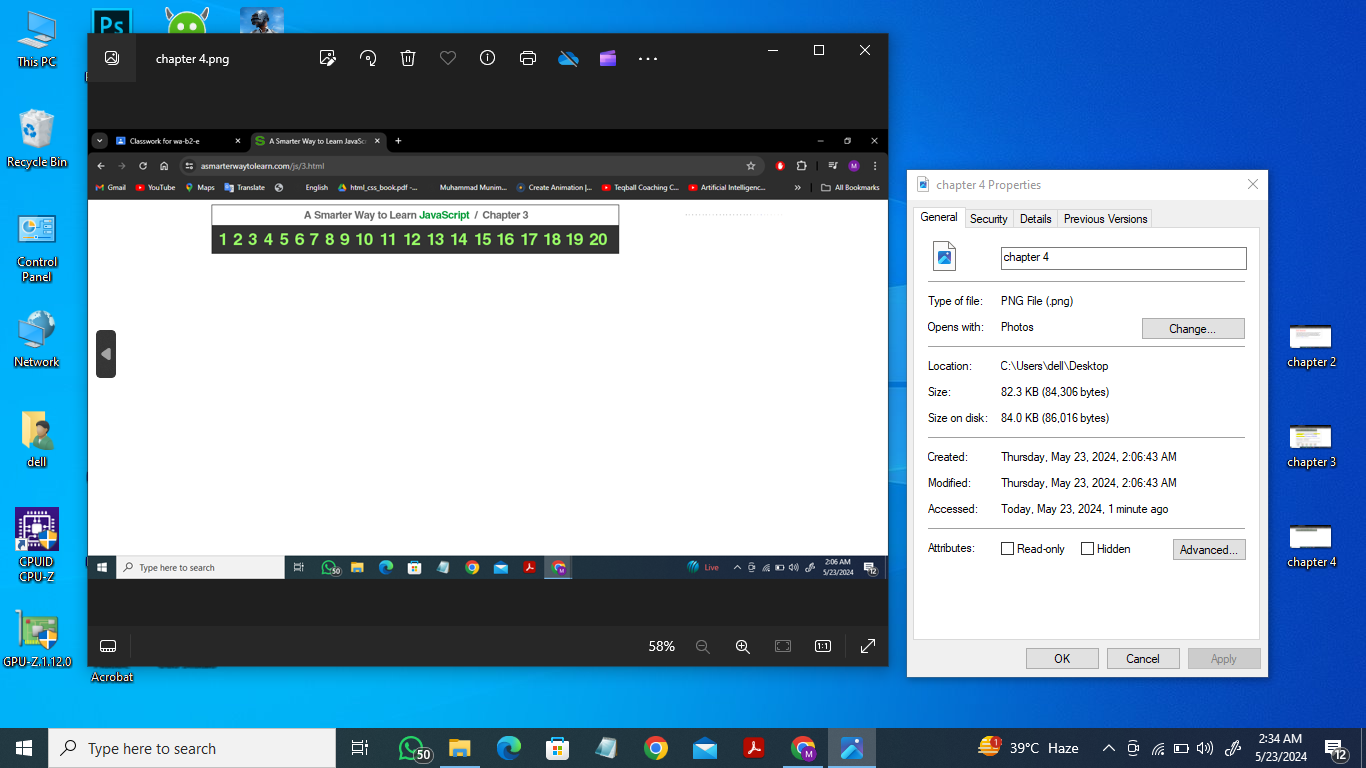 This PC
Recycle Bin
Control
Panel
Network
dell
CPUID
CPU-Z
GPU-Z.1.12.0
Ps
Acrobat
chapter 4.png
Classwork for wa-b2-e
A Smarter Way to Learn JavaSc
asmarterwaytolearn.com/js/3.html
M
Gmail YouTube Maps Translate English html_css_book.pdf -... Muhammad Munim... Create Animation |... Teqball Coaching C... Artificial Intelligenc... » All Bookmarks
A Smarter Way to Learn JavaScript / Chapter 3
1 2 3 4 5 6 7 8 9 10 11 12 13 14 15 16 17 18 19 20
Type here to search
50
M
Live
2:06 AM
5/23/2024
12
58%
1:1
chapter 4 Properties
General Security Details Previous Versions
chapter 4
Type of file: PNG File (.png)
Opens with: Photos Change...
Location: C:\Users\dell\Desktop
Size: 82.3 KB (84,306 bytes)
Size on disk: 84.0 KB (86,016 bytes)
Created: Thursday, May 23, 2024, 2:06:43 AM
Modified: Thursday, May 23, 2024, 2:06:43 AM
Accessed: Today, May 23, 2024, 1 minute ago
Attributes: Read-only Hidden Advanced...
OK Cancel Apply
chapter 2
chapter 3
chapter 4
Type here to search
50
M
1
39°C Haze
2:34 AM
5/23/2024
12